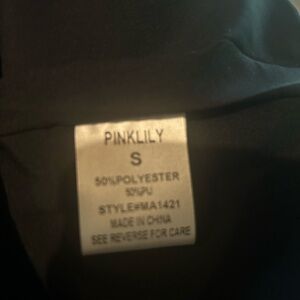 PINKLILY
S
50%POLYESTER
50%PU
STYLE#MA1421
MADE IN CHINA
SEE REVERSE FOR CARE